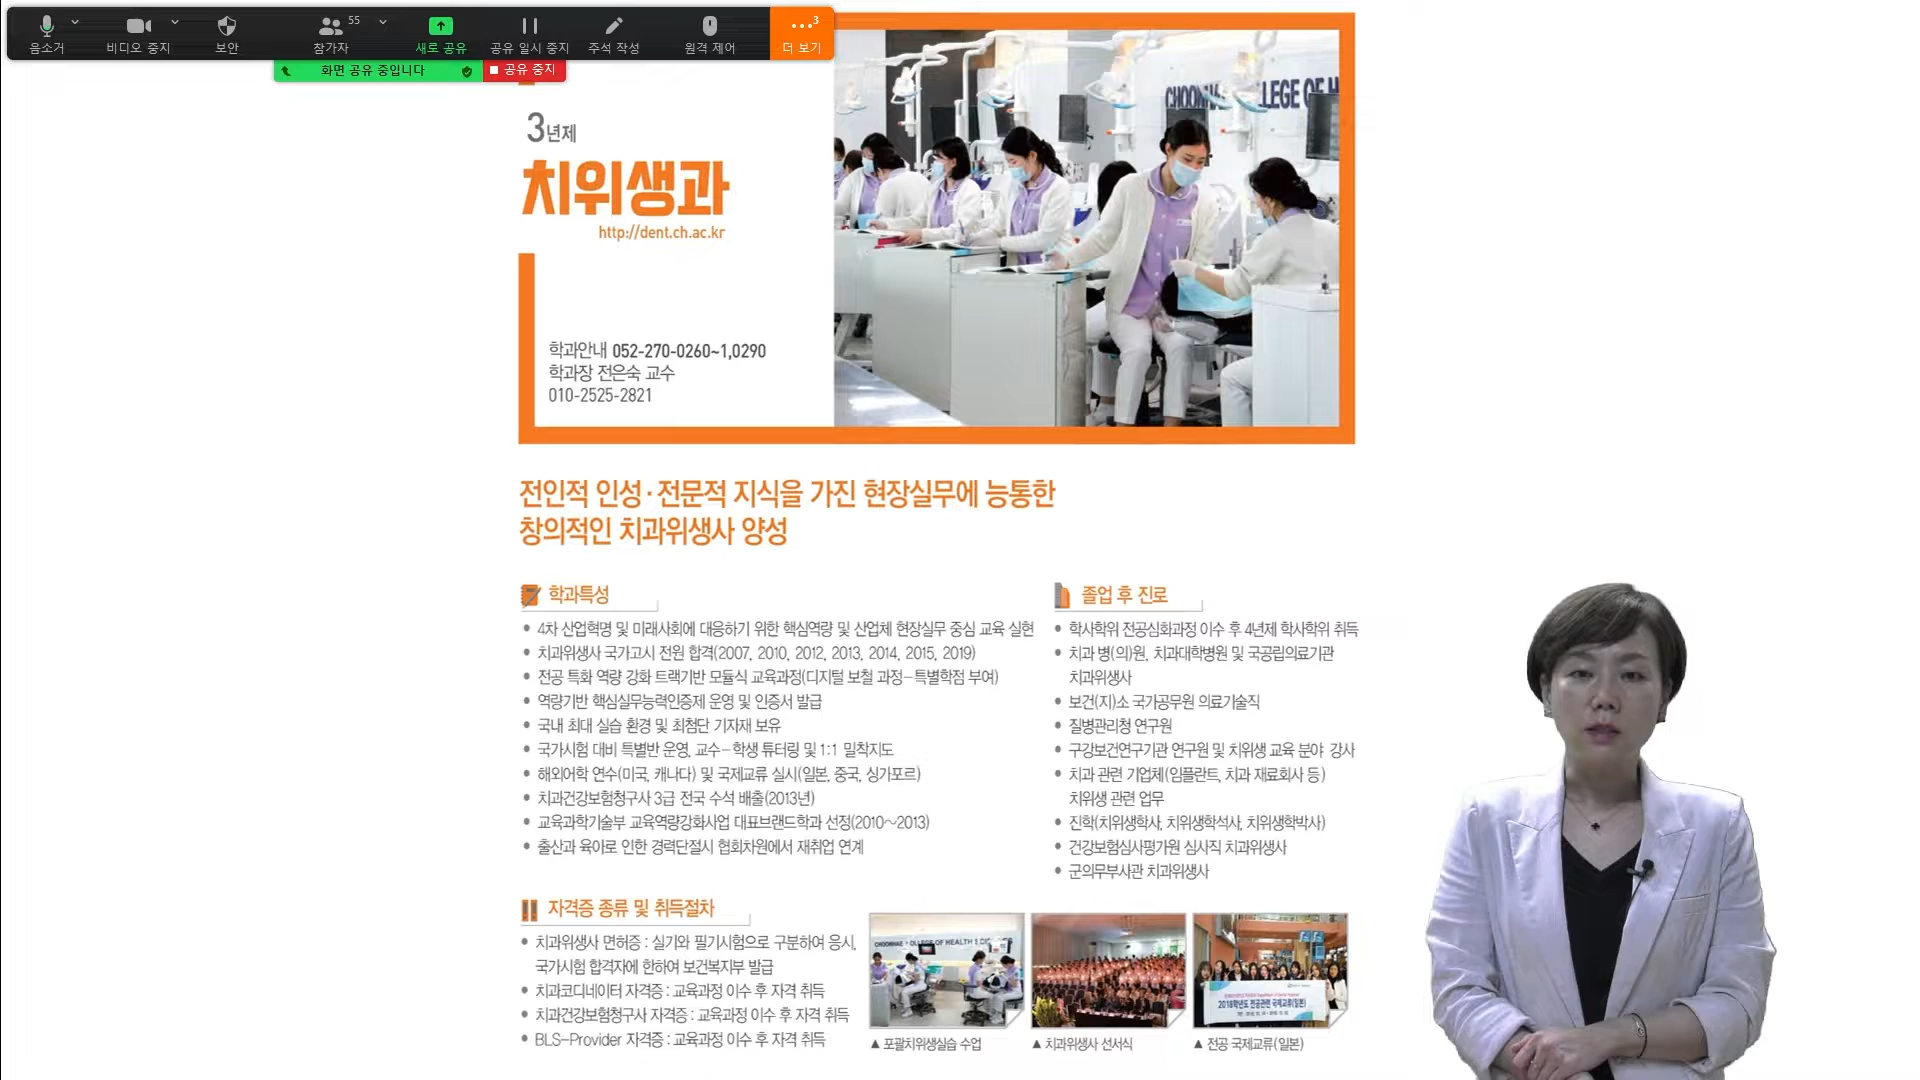 음소거
비디오 중지
보안
55
참가자
새로 공유
공유 일시 중지
주석 작성
원격 제어
3
더 보기
화면 공유 중입니다
공유 중지
3년제
치위생과
http://dent.ch.ac.kr
학과안내 052-270-0260~1,0290
학과장 전은숙 교수
010-2525-2821
LEGE OF H
전인적 인성·전문적 지식을 가진 현장실무에 능통한
창의적인 치과위생사 양성
학과특성
• 4차 산업혁명 및 미래사회에 대응하기 위한 핵심역량 및 산업체 현장실무 중심 교육 실현
• 치과위생사 국가고시 전원 합격(2007, 2010, 2012, 2013, 2014, 2015, 2019)
• 전공 특화 역량 강화 트랙기반 모듈식 교육과정(디지털 보철 과정-특별학점 부여)
• 역량기반 핵심실무능력인증제 운영 및 인증서 발급
• 국내 최대 실습 환경 및 최첨단 기자재 보유
• 국가시험 대비 특별반 운영, 교수-학생 튜터링 및 1:1 밀착지도
• 해외어학 연수(미국, 캐나다) 및 국제교류 실시(일본, 중국, 싱가포르)
• 치과건강보험청구사 3급 전국 수석 배출(2013년)
• 교육과학기술부 교육역량강화사업 대표브랜드학과 선정(2010~2013)
• 출산과 육아로 인한 경력단절시 협회차원에서 재취업 연계
졸업 후 진로
• 학사학위 전공심화과정 이수 후 4년제 학사학위 취득
• 치과 병(의)원, 치과대학병원 및 국공립의료기관
치과위생사
• 보건(지)소 국가공무원 의료기술직
• 질병관리청 연구원
• 구강보건연구기관 연구원 및 치위생 교육 분야 강사
• 치과 관련 기업체(임플란트, 치과 재료회사 등)
치위생 관련 업무
• 진학(치위생학사, 치위생학석사, 치위생학박사)
• 건강보험심사평가원 심사직 치과위생사
• 군의무부사관 치과위생사
자격증 종류 및 취득절차
• 치과위생사 면허증 : 실기와 필기시험으로 구분하여 응시,
국가시험 합격자에 한하여 보건복지부 발급
• 치과코디네이터 자격증 : 교육과정 이수 후 자격 취득
• 치과건강보험청구사 자격증 : 교육과정 이수 후 자격 취득
• BLS-Provider 자격증 : 교육과정 이수 후 자격 취득
COLLEGE OF HEALTH
2018학년도 전공관련 국제교류(일본)
▲ 포괄치위생실습 수업
▲ 치과위생사 선서식
▲ 전공 국제교류(일본)